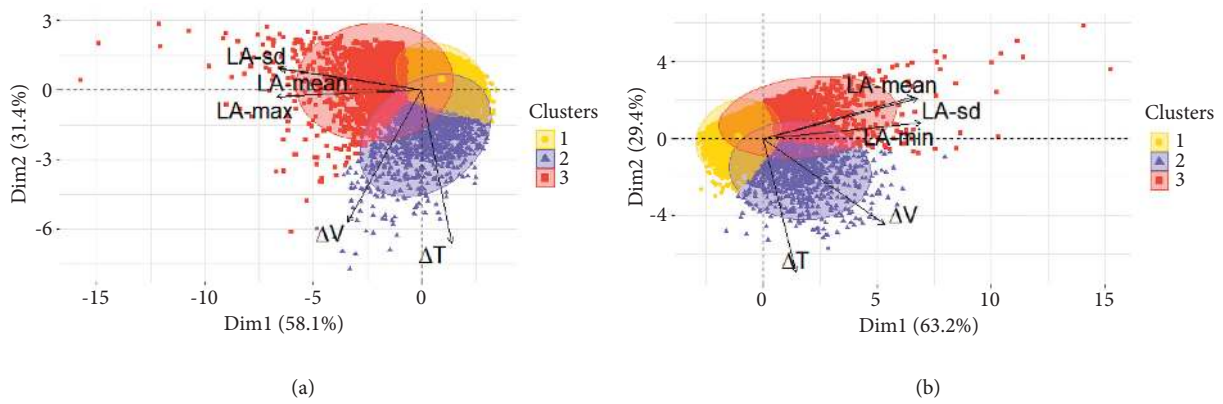 3
0
-3
-6
Dim2 (31.4%)
LA-sd
LA-mean
LA-max
ΔV
ΔT
-15
-10
-5
0
Dim1 (58.1%)
Clusters
1
2
3
(a)
4
0
-4
Dim2 (29.4%)
LA-mean
LA-sd
LA-min
ΔV
ΔT
0
5
10
15
Dim1 (63.2%)
Clusters
1
2
3
(b)